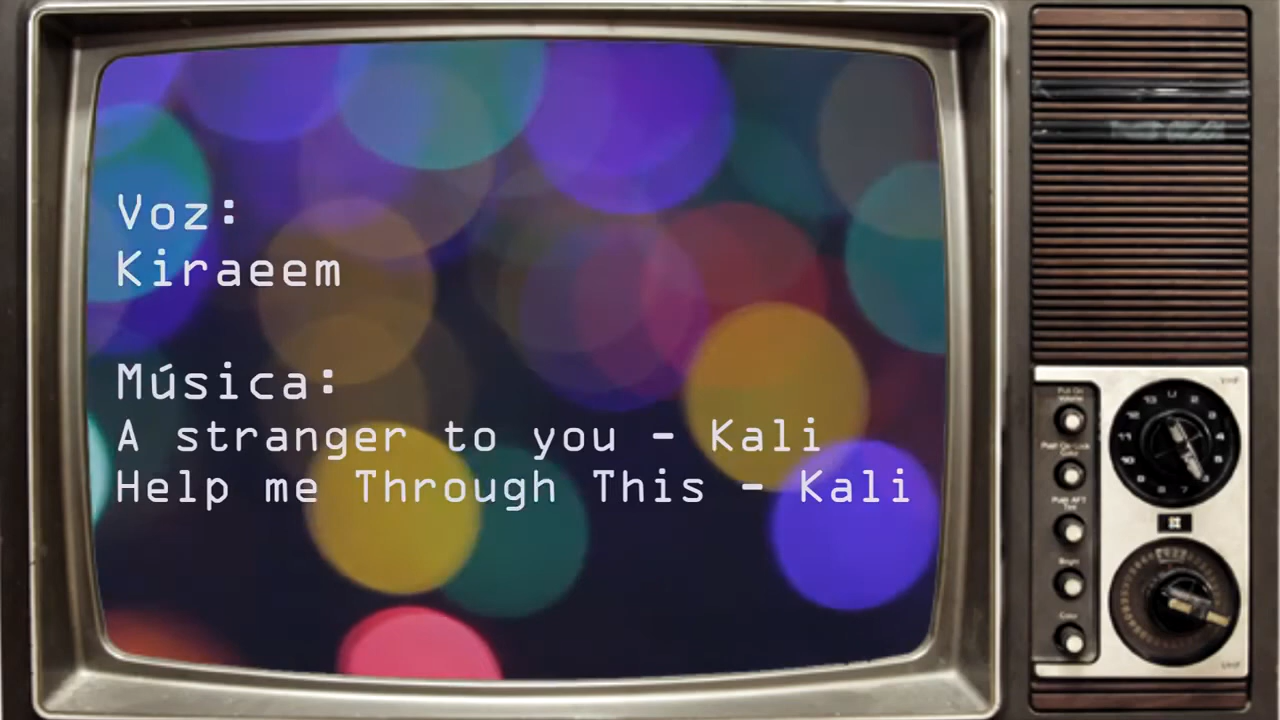 Voz:
Kiraeem
Música:
A stranger to you - Kali
Help me Through This - Kali